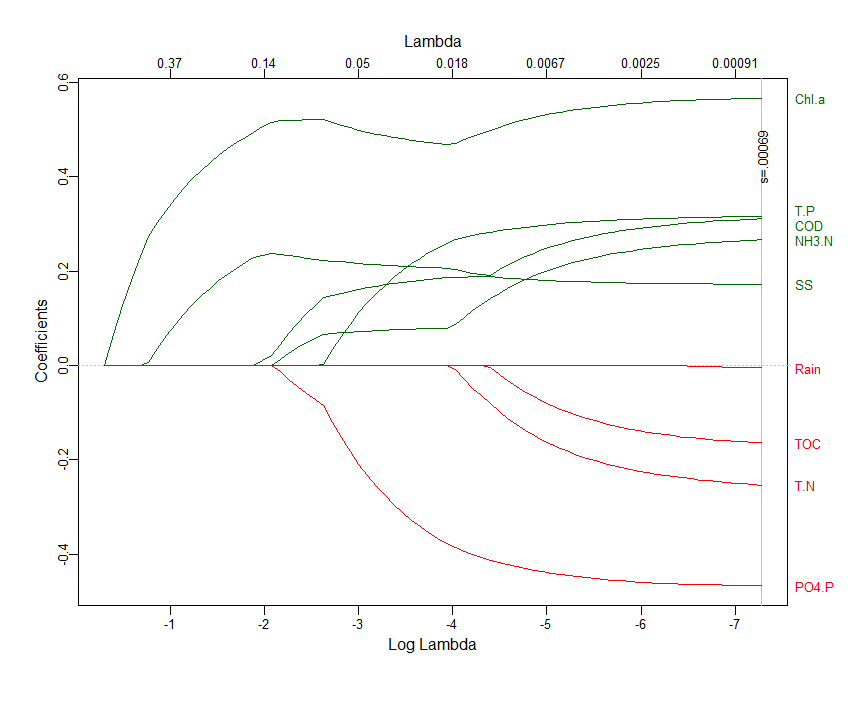 Lambda
0.37 0.14 0.05 0.018 0.0067 0.0025 0.00091
Coefficients
0.6
0.4
0.2
0.0
-0.2
-0.4
s=.00069
Chl.a
T.P
COD
NH3.N
SS
Rain
TOC
T.N
PO4.P
-1 -2 -3 -4 -5 -6 -7
Log Lambda